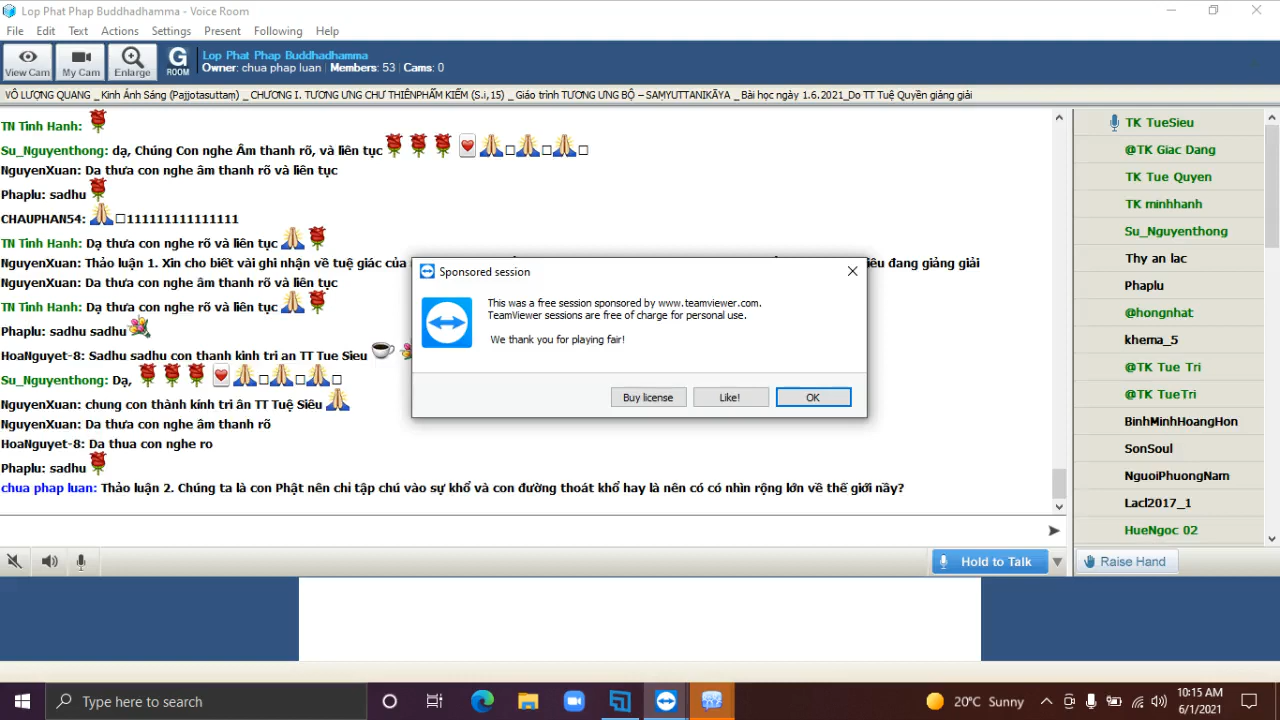 Lop Phat Phap Buddhadhamma - Voice Room
File Edit Text Actions Settings Present Following Help
View Cam My Cam Enlarge G ROOM
Lop Phat Phap Buddhadhamma
Owner: chua phap luan Members: 53 Cams: 0
VÔ LƯỢNG QUANG _ Kinh Ánh Sáng (Pajjotasuttam) _ CHƯƠNG I. TƯƠNG ƯNG CHƯ THIÊNPHẨM KIẾM (S.i,15) _ Giáo trình TƯƠNG ƯNG BỘ – SAṂYUTTANIKĀYA _ Bài học ngày 1.6.2021_Do TT Tuệ Quyền giảng giải
TN Tinh Hanh:
Su_Nguyenthong: dạ, Chúng Con nghe Âm thanh rõ, và liên tục
NguyenXuan: Da thưa con nghe âm thanh rõ và liên tục
Phaplu: sadhu
CHAUPHAN54: 111111111111111
TN Tinh Hanh: Dạ thưa con nghe rõ và liên tục
NguyenXuan: Thảo luận 1. Xin cho biết vài ghi nhận về tuệ giác của iêu đang giảng giải
NguyenXuan: Da thưa con nghe âm thanh rõ và liên tục
TN Tinh Hanh: Dạ thưa con nghe rõ và liên tục
Phaplu: sadhu sadhu
HoaNguyet-8: Sadhu sadhu con thanh kinh tri an TT Tue Sieu
Su_Nguyenthong: Dạ,
NguyenXuan: chung con thành kính tri ân TT Tuệ Siêu
NguyenXuan: Da thưa con nghe âm thanh rõ
HoaNguyet-8: Da thua con nghe ro
Phaplu: sadhu
chua phap luan: Thảo luận 2. Chúng ta là con Phật nên chỉ tập chú vào sự khổ và con đường thoát khổ hay là nên có có nhìn rộng lớn về thế giới nầy?
Sponsored session
This was a free session sponsored by www.teamviewer.com.
TeamViewer sessions are free of charge for personal use.
We thank you for playing fair!
Buy license Like! OK
TK TueSieu
@TK Giac Dang
TK Tue Quyen
TK minhhanh
Su_Nguyenthong
Thy an lac
Phaplu
@hongnhat
khema_5
@TK Tue Tri
@TK TueTri
BinhMinhHoangHon
SonSoul
NguoiPhuongNam
Lacl2017_1
HueNgoc 02
Hold to Talk
Raise Hand
Type here to search
20°C Sunny
10:15 AM
6/1/2021